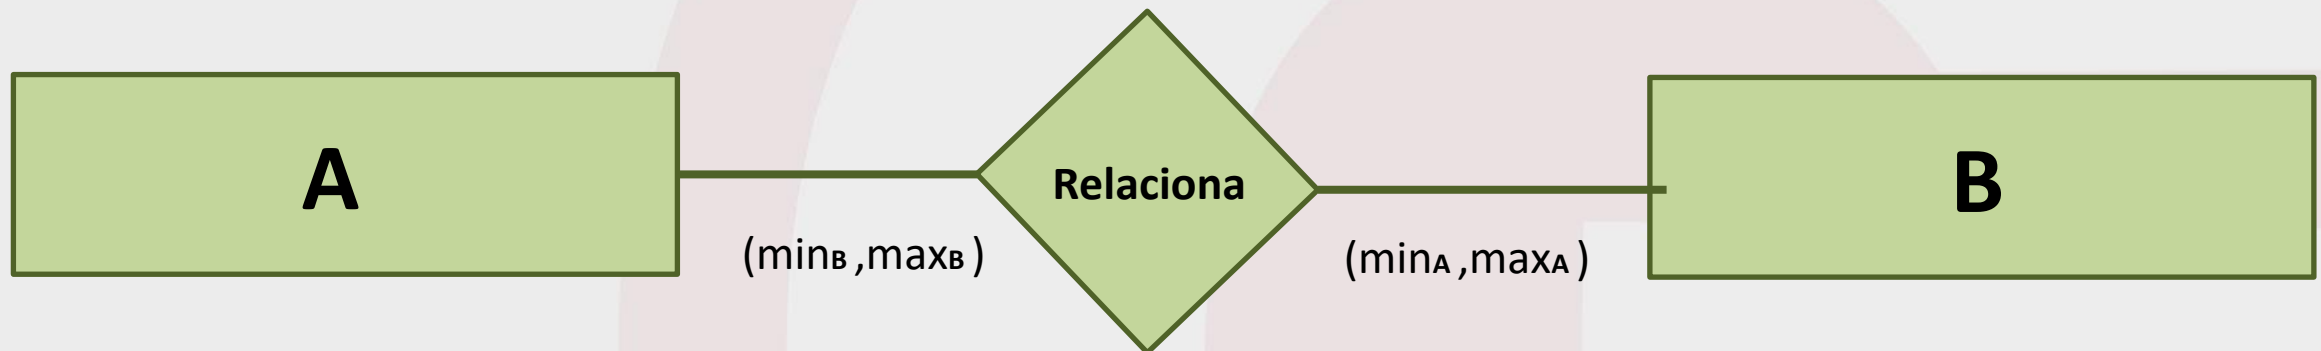 A
Relaciona
B
(minB ,maxB )
(minA ,maxA )